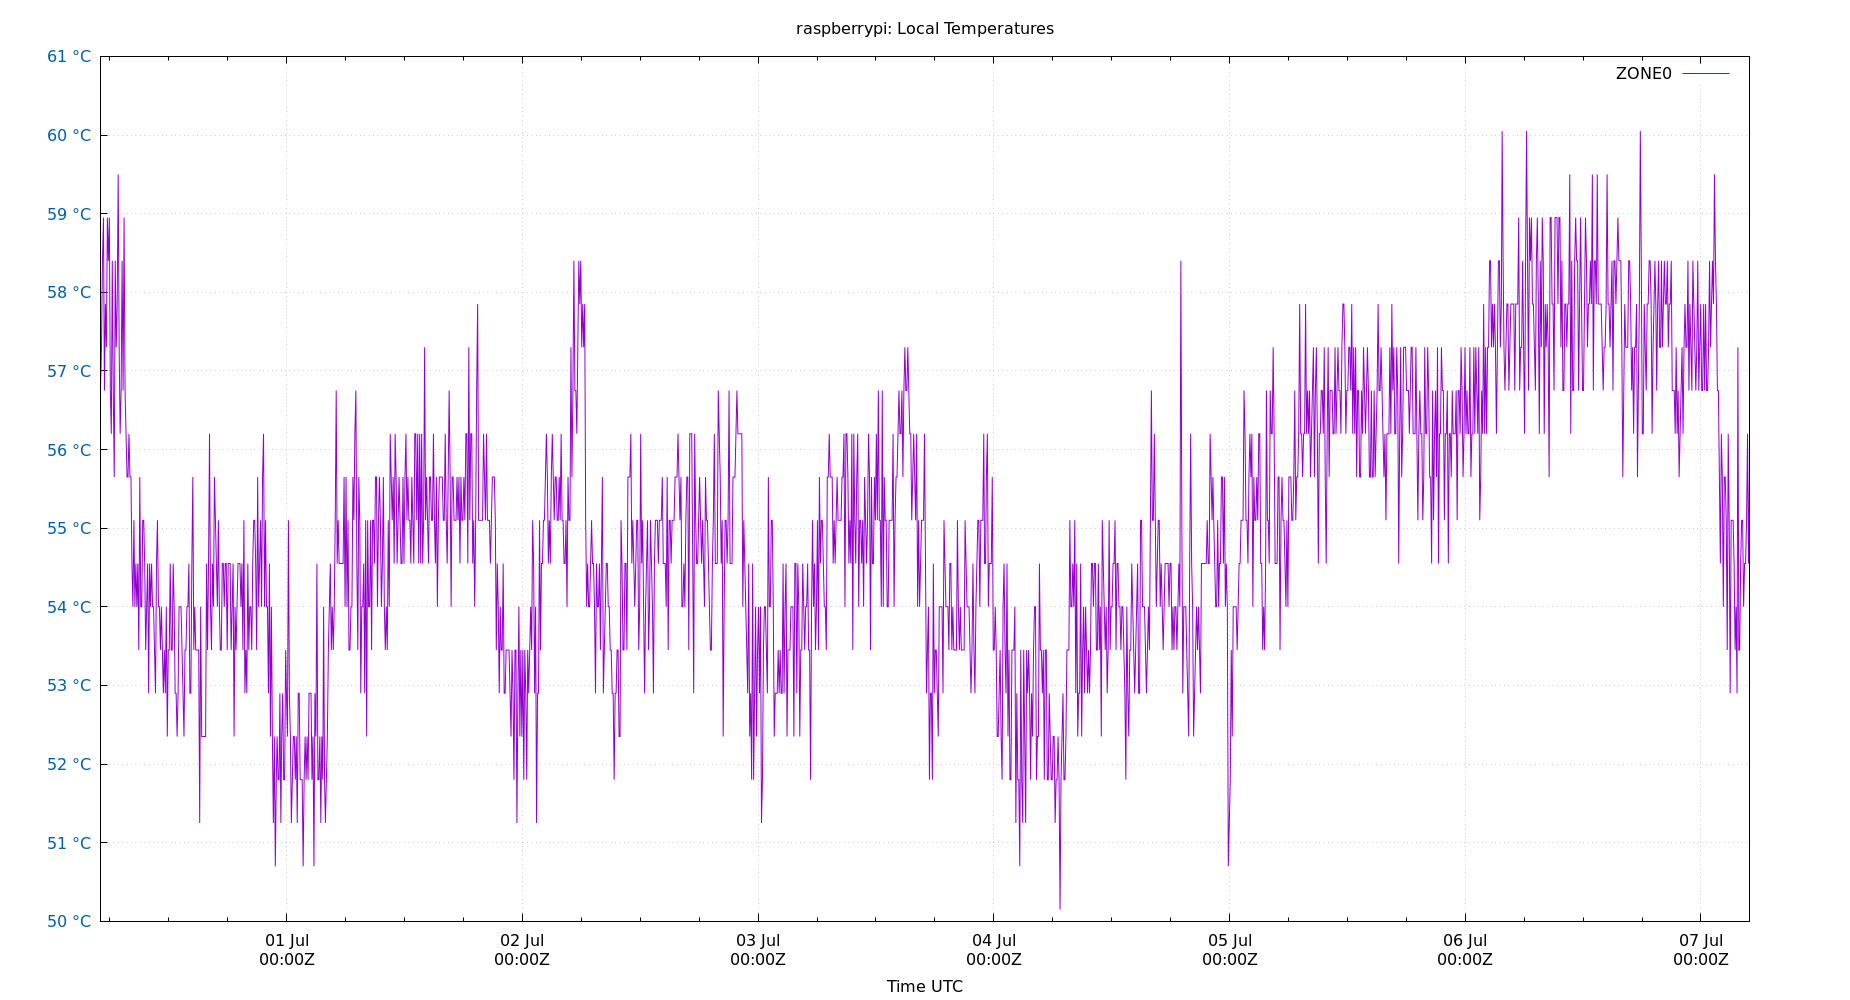 raspberrypi: Local Temperatures
61 °C
ZONE0
60 °C
59 °C
58 °C
57 °C
56 °C
55 °C
54 °C
53 °C
52 °C
51 °C
50 °C
01 Jul 02 Jul 03 Jul 04 Jul 05 Jul 06 Jul 07 Jul
00:00Z 00:00Z 00:00Z 00:00Z 00:00Z 00:00Z 00:00Z
Time UTC